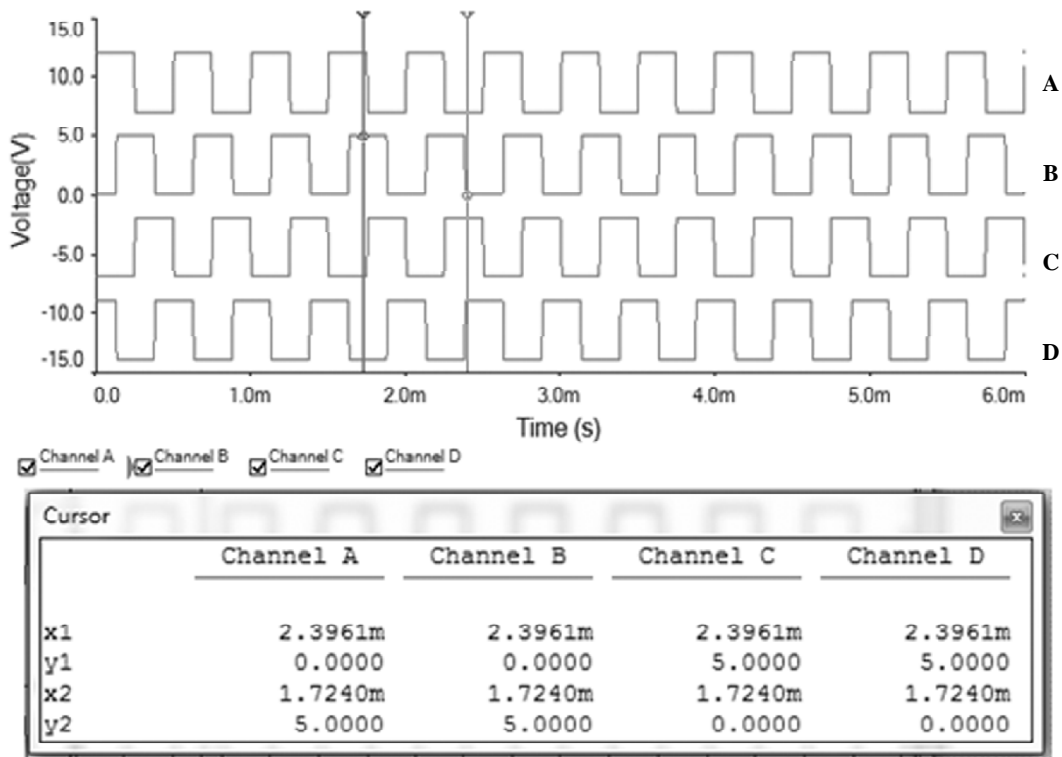 15.0
10.0
5.0
0.0
-5.0
-10.0
-15.0
Voltage(V)
A
B
C
D
0.0 1.0m 2.0m 3.0m 4.0m 5.0m 6.0m
Time (s)
Channel A Channel B Channel C Channel D
Cursor
Channel A Channel B Channel C Channel D
x1 2.3961m 2.3961m 2.3961m 2.3961m
y1 0.0000 0.0000 5.0000 5.0000
x2 1.7240m 1.7240m 1.7240m 1.7240m
y2 5.0000 5.0000 0.0000 0.0000